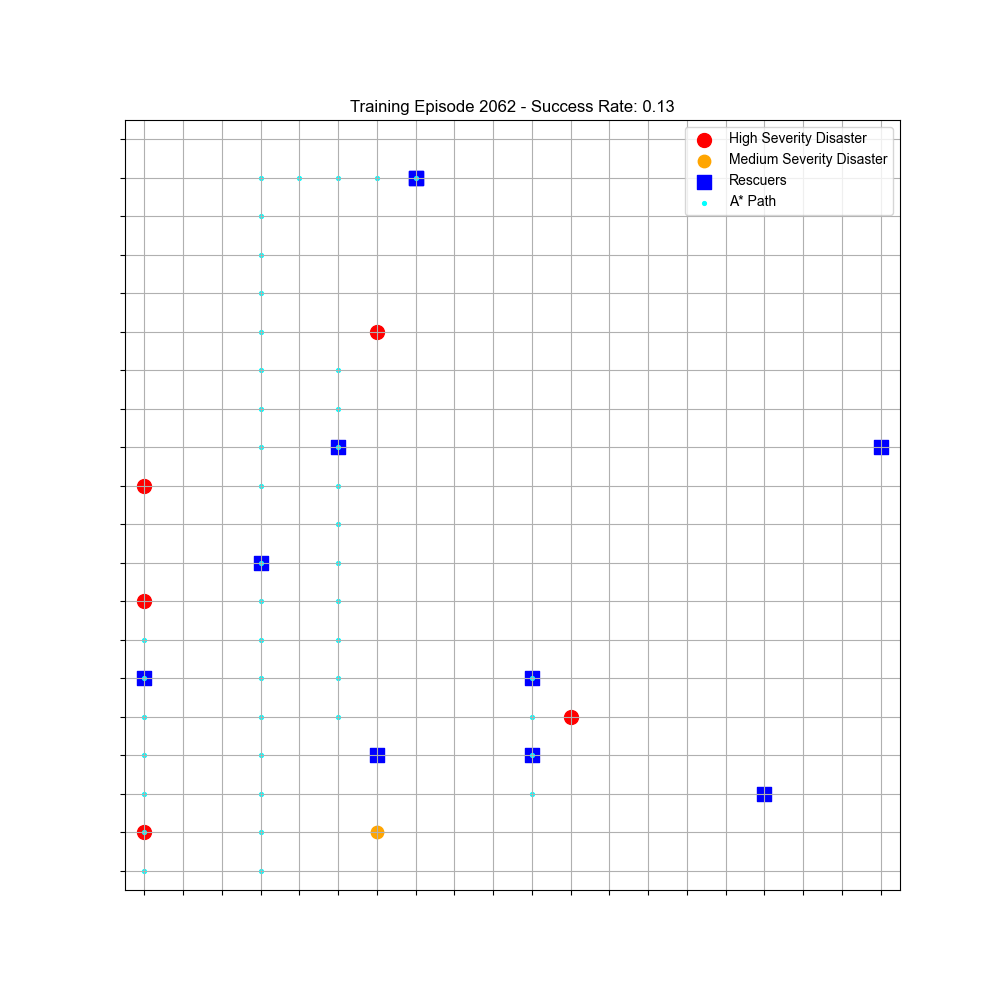 Training Episode 2062 - Success Rate: 0.13
High Severity Disaster
Medium Severity Disaster
Rescuers
A* Path